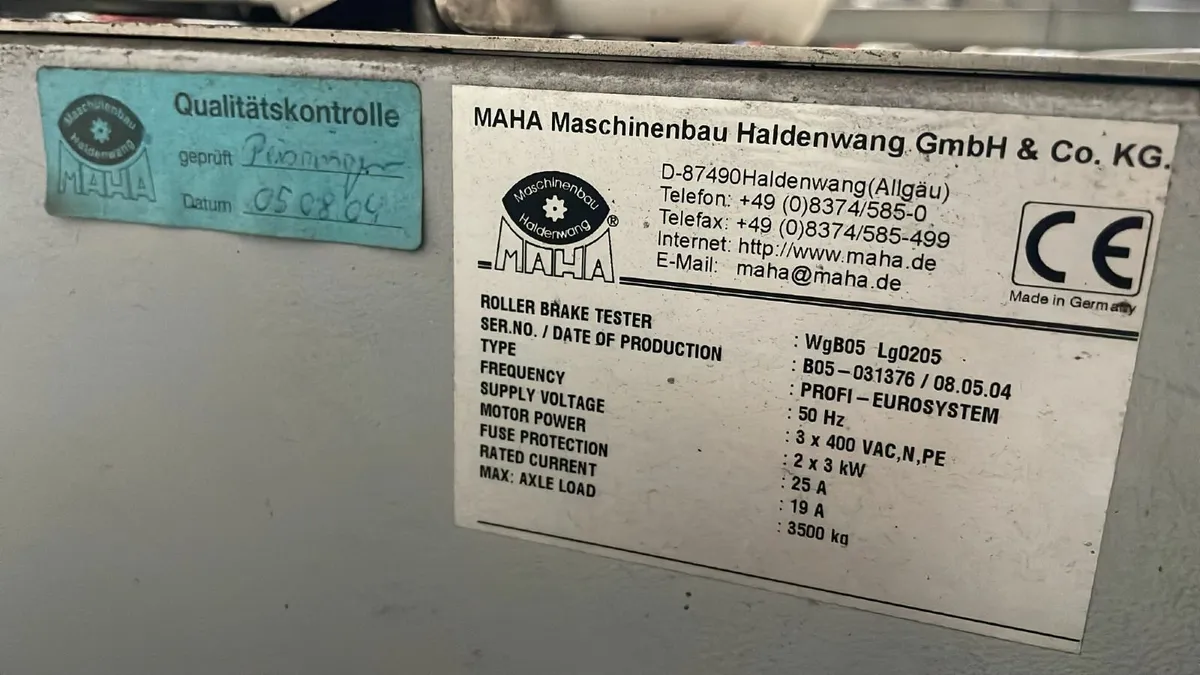 Maschinenbau
Haldenwang
MAHA
Qualitätskontrolle
geprüft
Datum 05 08 04
MAHA Maschinenbau Haldenwang GmbH & Co. KG.
Maschinenbau
Haldenwang
®
MAHA
D-87490Haldenwang(Allgäu)
Telefon: +49 (0)8374/585-0
Telefax: +49 (0)8374/585-499
Internet: http://www.maha.de
E-Mail: maha@maha.de
CE
Made in Germany
ROLLER BRAKE TESTER : WgB05 Lg0205
SER.NO. / DATE OF PRODUCTION : B05-031376 / 08.05.04
TYPE : PROFI-EUROSYSTEM
FREQUENCY : 50 Hz
SUPPLY VOLTAGE : 3 x 400 VAC,N,PE
MOTOR POWER : 2 x 3 kW
FUSE PROTECTION : 25 A
RATED CURRENT : 19 A
MAX: AXLE LOAD : 3500 kg